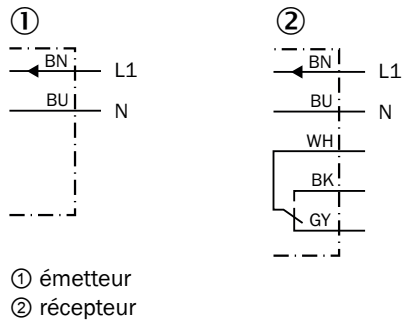 ① ②
BN L1 BN L1
BU N BU N
WH
BK
GY
① émetteur
② récepteur